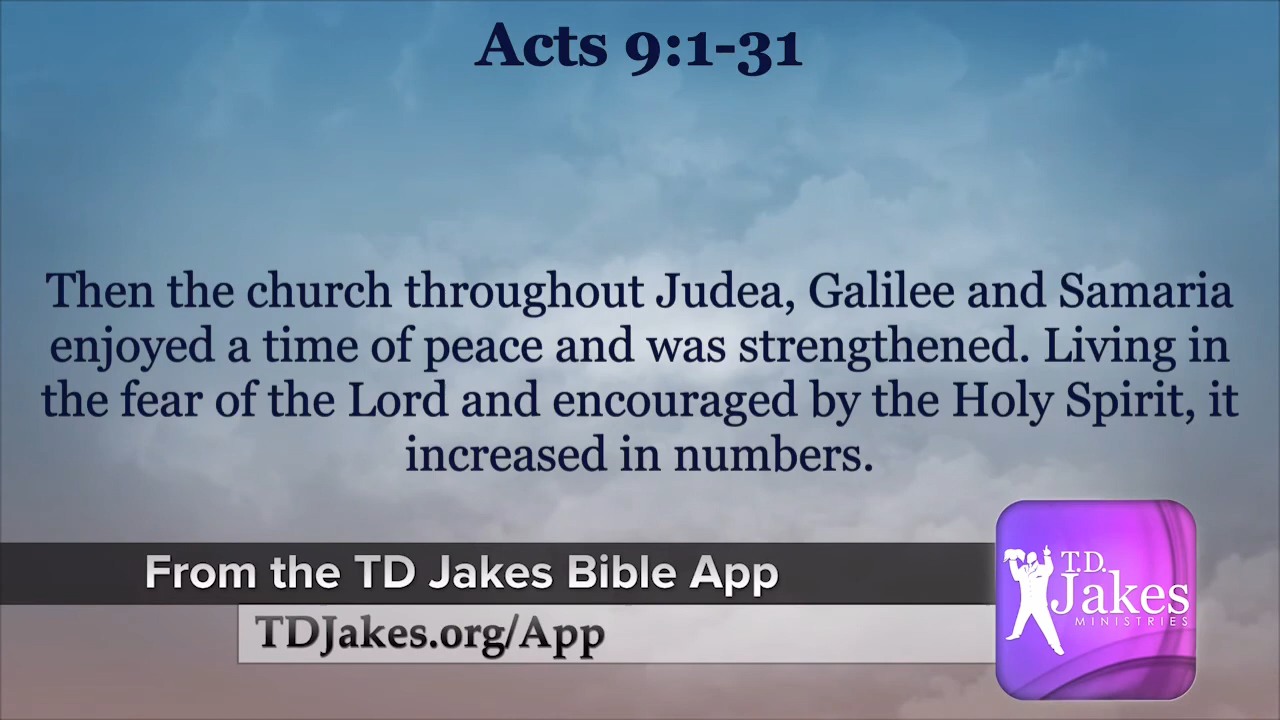 Acts 9:1-31
Then the church throughout Judea, Galilee and Samaria
enjoyed a time of peace and was strengthened. Living in
the fear of the Lord and encouraged by the Holy Spirit, it
increased in numbers.
From the TD Jakes Bible App
TDJakes.org/App
T.D.
Jakes
MINISTRIES